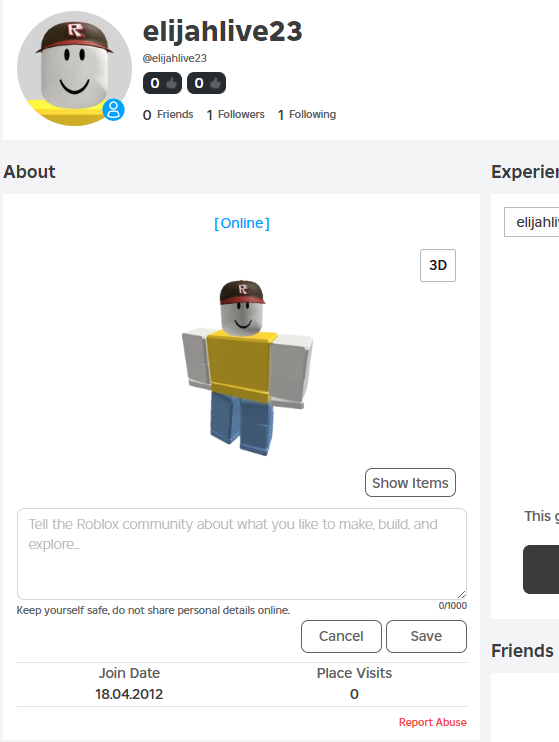 elijahlive23
@elijahlive23
0 0
0 Friends 1 Followers 1 Following
About
[Online]
3D
Show Items
Tell the Roblox community about what you like to make, build, and
explore...
Keep yourself safe, do not share personal details online.
0/1000
Cancel Save
Join Date Place Visits
18.04.2012 0
Report Abuse
Experien
elijahli
This g
Friends